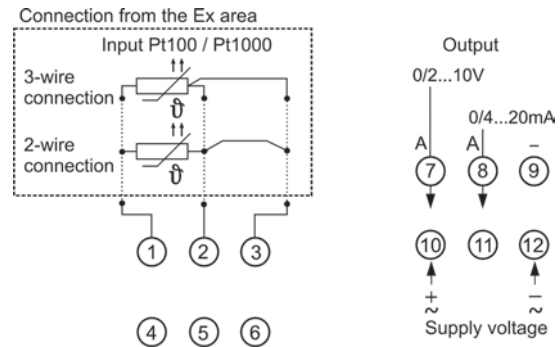 Connection from the Ex area
Input Pt100 / Pt1000
3-wire
connection
ϑ
2-wire
connection
ϑ
1 2 3
4 5 6
Output
0/2...10V
0/4...20mA
A A –
7 8 9
10 11 12
+ –
~ ~
Supply voltage